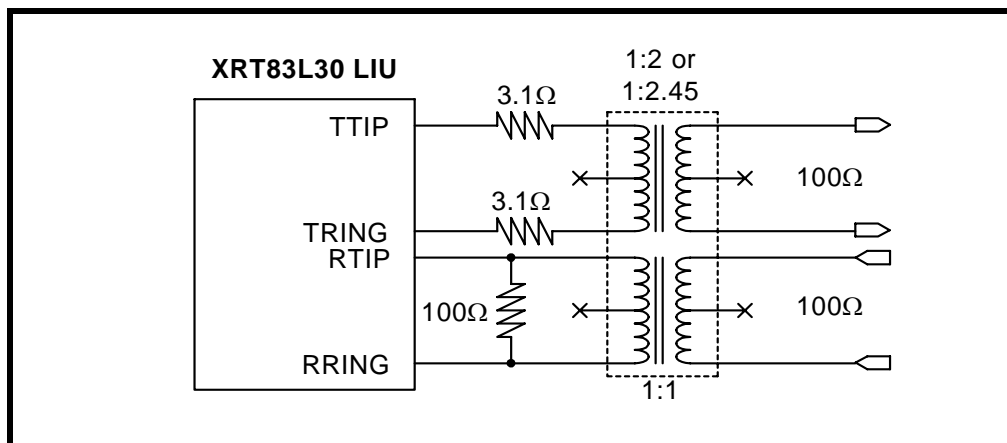 XRT83L30 LIU
1:2 or
1:2.45
3.1Ω
TTIP
100Ω
3.1Ω
TRING
RTIP
100Ω
100Ω
RRING
1:1